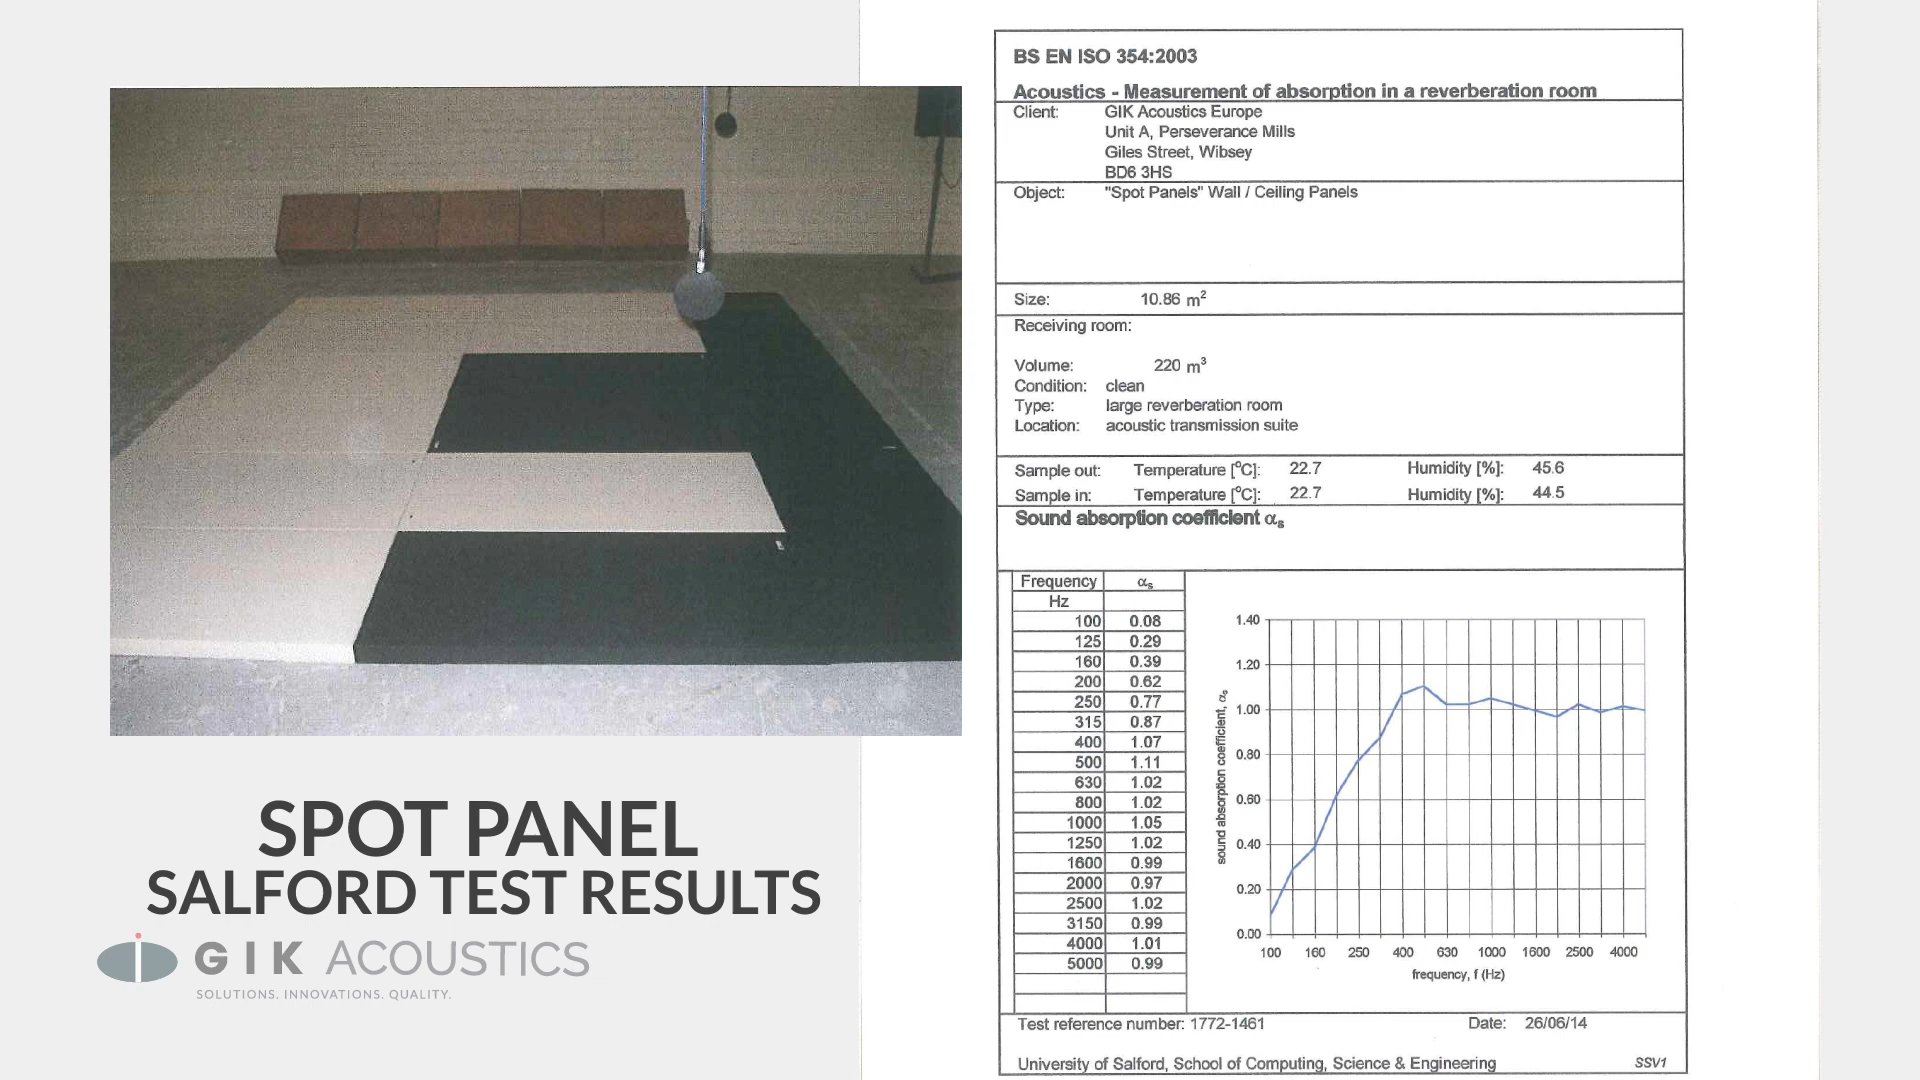 SPOT PANEL
SALFORD TEST RESULTS
GIK ACOUSTICS
SOLUTIONS. INNOVATIONS. QUALITY.
BS EN ISO 354:2003
Acoustics - Measurement of absorption in a reverberation room
Client: GIK Acoustics Europe
Unit A, Perseverance Mills
Giles Street, Wibsey
BD6 3HS
Object: "Spot Panels" Wall / Ceiling Panels
Size: 10.86 m²
Receiving room:
Volume: 220 m³
Condition: clean
Type: large reverberation room
Location: acoustic transmission suite
Sample out: Temperature [°C]: 22.7 Humidity [%]: 45.6
Sample in: Temperature [°C]: 22.7 Humidity [%]: 44.5
Sound absorption coefficient αs
Frequency αs
Hz
100 0.08
125 0.29
160 0.39
200 0.62
250 0.77
315 0.87
400 1.07
500 1.11
630 1.02
800 1.02
1000 1.05
1250 1.02
1600 0.99
2000 0.97
2500 1.02
3150 0.99
4000 1.01
5000 0.99
sound absorption coefficient, αs
1.40
1.20
1.00
0.80
0.60
0.40
0.20
0.00
100 160 250 400 630 1000 1600 2500 4000
frequency, f (Hz)
Test reference number: 1772-1461 Date: 26/06/14
University of Salford, School of Computing, Science & Engineering SSV1